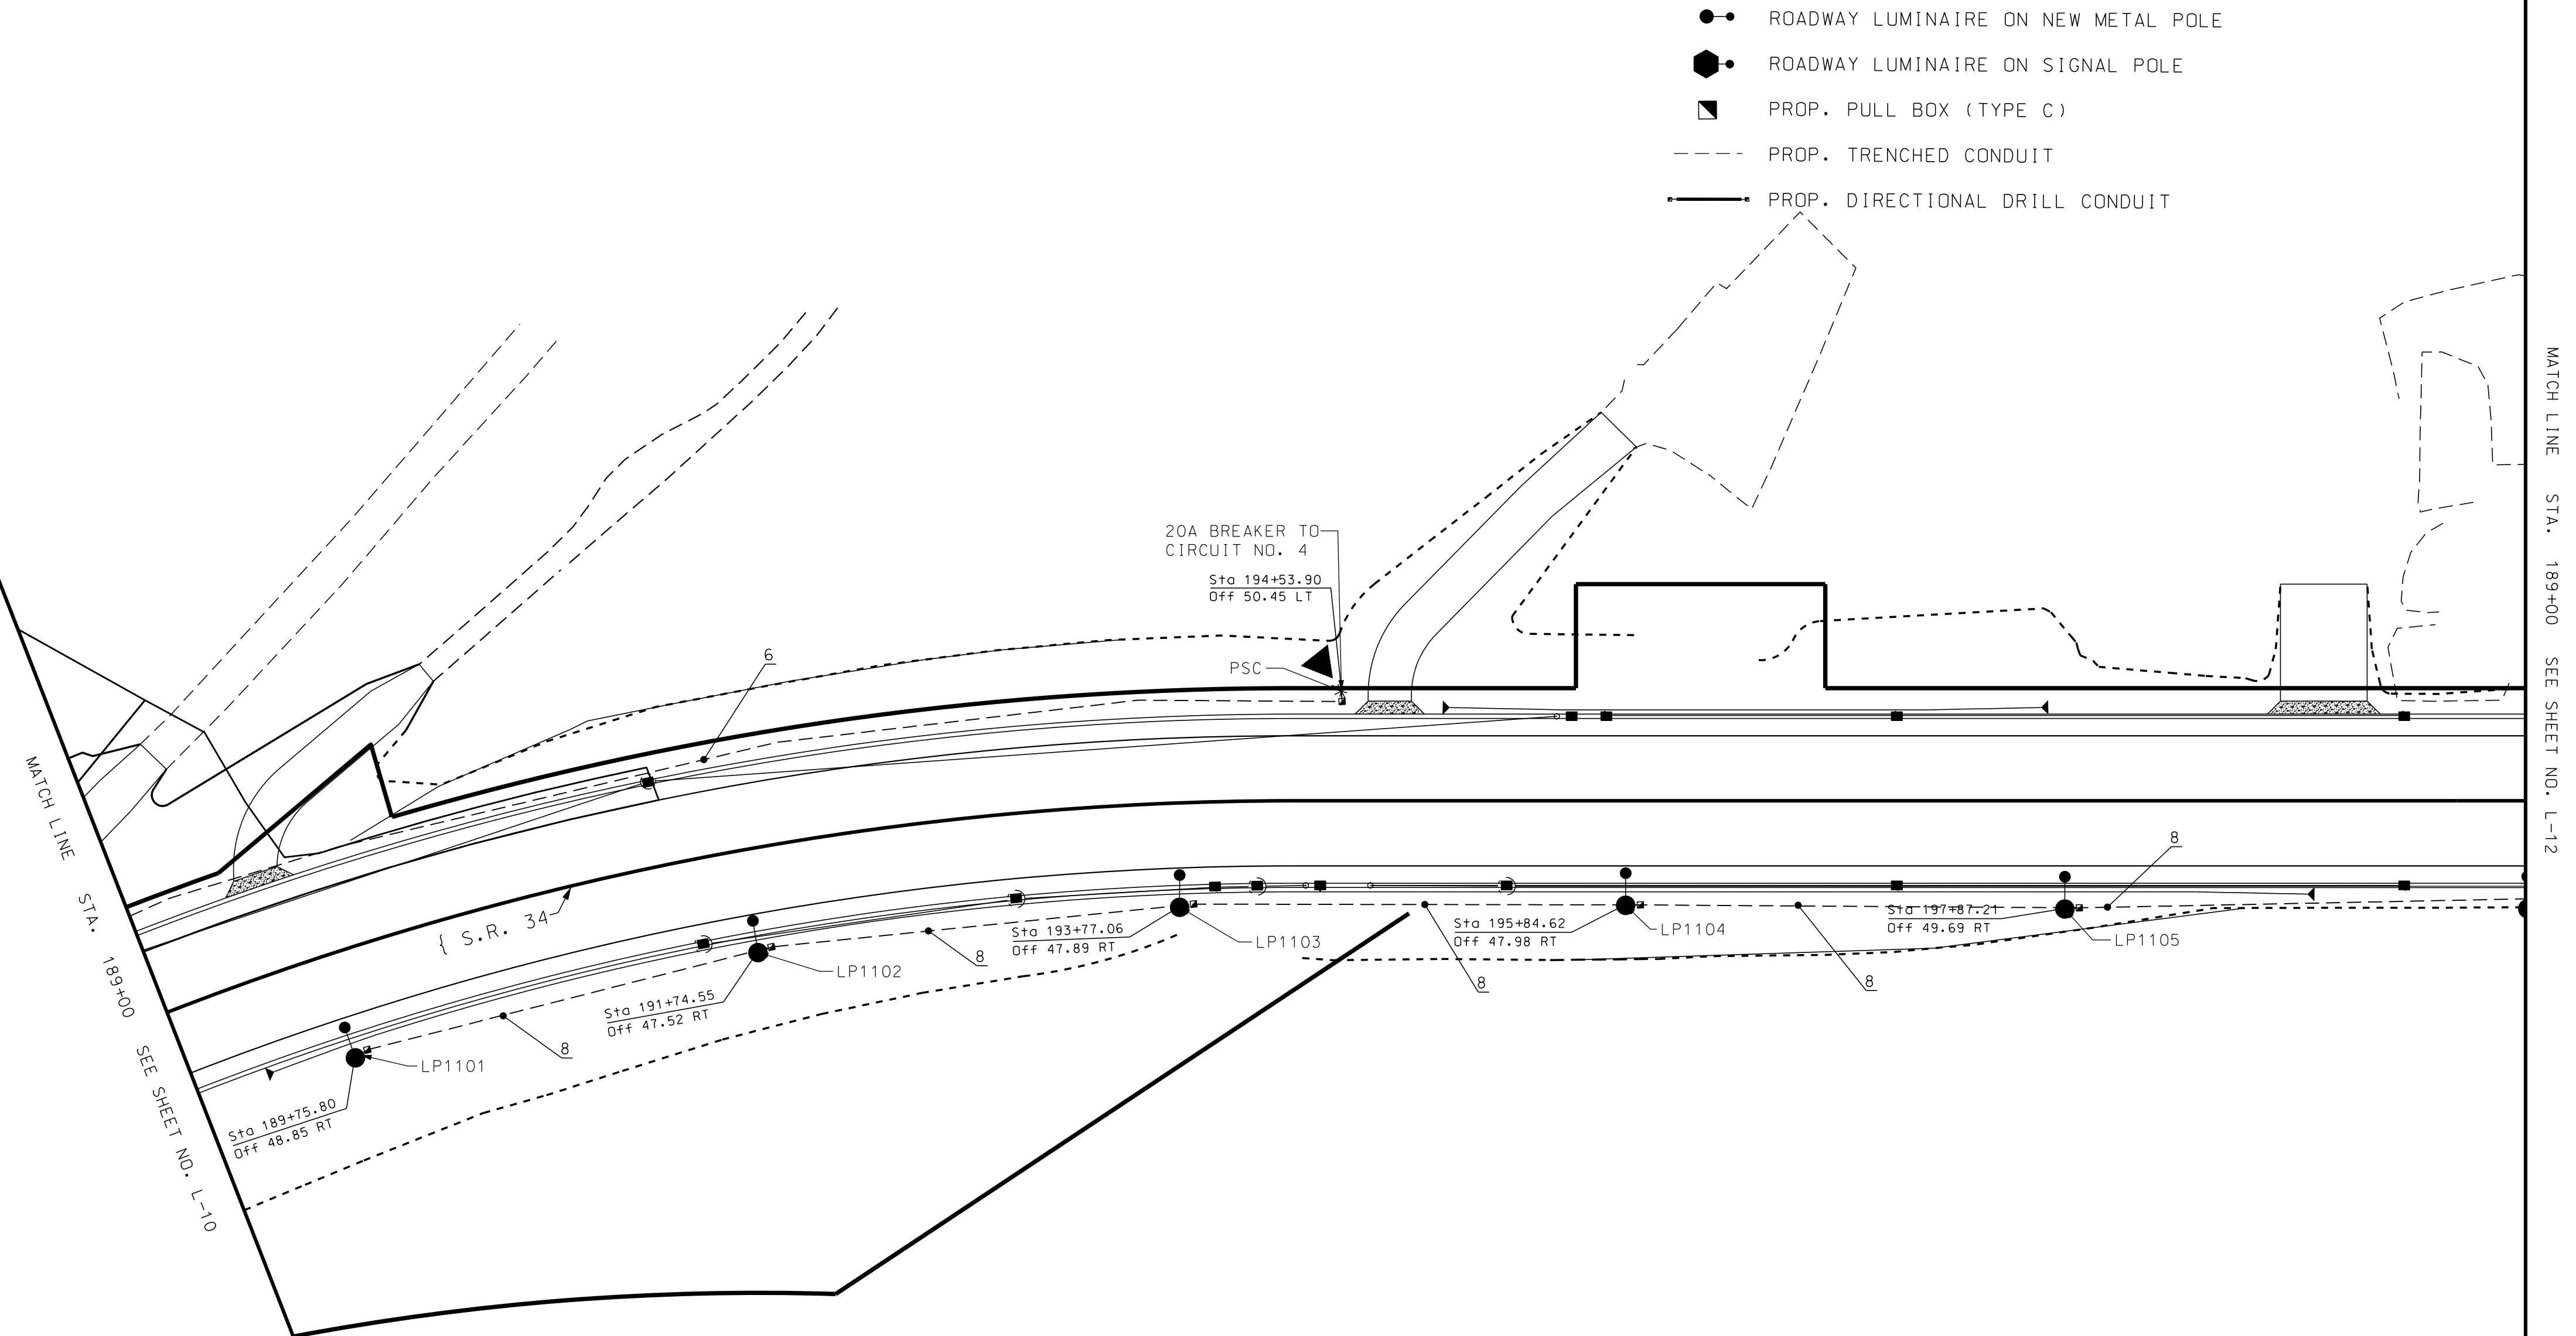 ROADWAY LUMINAIRE ON NEW METAL POLE
ROADWAY LUMINAIRE ON SIGNAL POLE
PROP. PULL BOX (TYPE C)
PROP. TRENCHED CONDUIT
PROP. DIRECTIONAL DRILL CONDUIT
20A BREAKER TO
CIRCUIT NO. 4
Sta 194+53.90
Off 50.45 LT
PSC
6
{ S.R. 34
8
Sta 197+87.21
Off 49.69 RT
LP1105
Sta 195+84.62
Off 47.98 RT
LP1104
8
8
Sta 193+77.06
Off 47.89 RT
LP1103
8
LP1102
Sta 191+74.55
Off 47.52 RT
8
LP1101
Sta 189+75.80
Off 48.85 RT
MATCH LINE STA. 189+00 SEE SHEET NO. L-10
MATCH LINE STA. 189+00 SEE SHEET NO. L-12